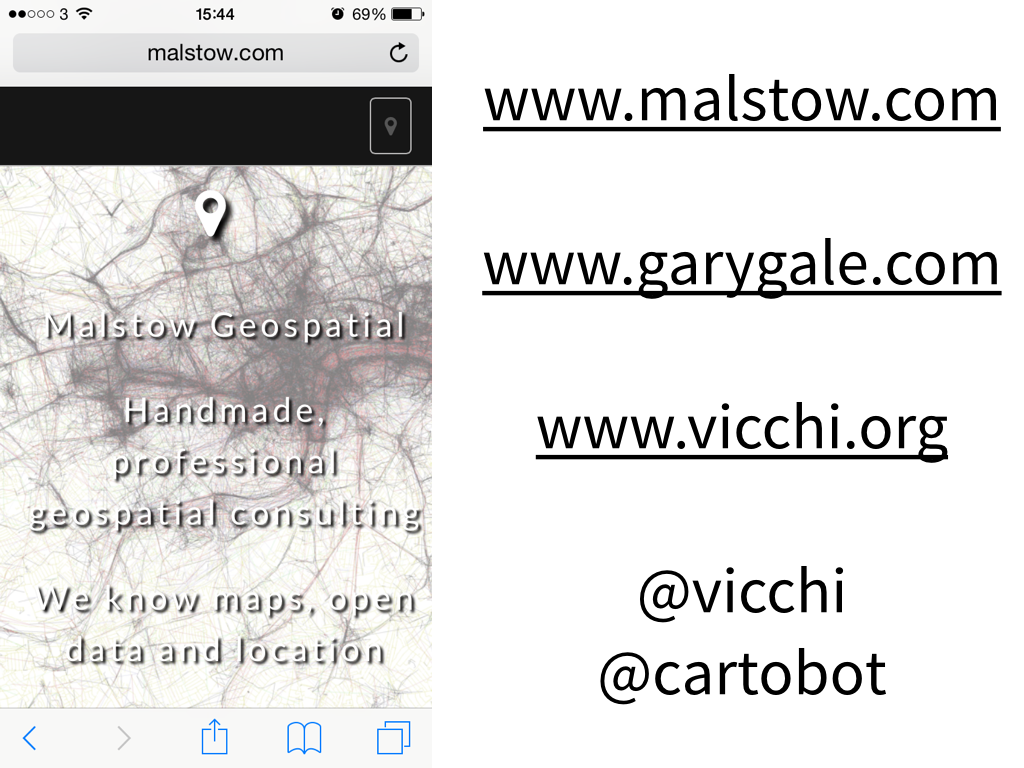 3 15:44 69%
malstow.com
Malstow Geospatial
Handmade,
professional
geospatial consulting
We know maps, open
data and location
www.malstow.com
www.garygale.com
www.vicchi.org
@vicchi
@cartobot